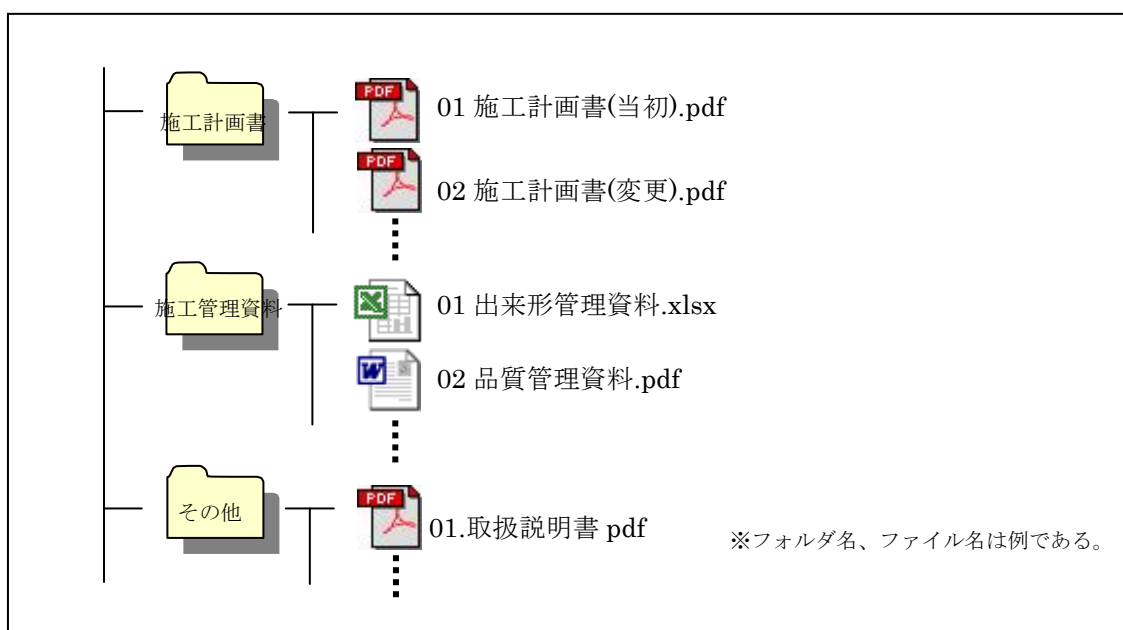 施工計画書
PDF
01 施工計画書(当初).pdf
PDF
02 施工計画書(変更).pdf
施工管理資料
X
01 出来形管理資料.xlsx
W
02 品質管理資料.pdf
その他
PDF
01.取扱説明書 pdf
※フォルダ名、ファイル名は例である。